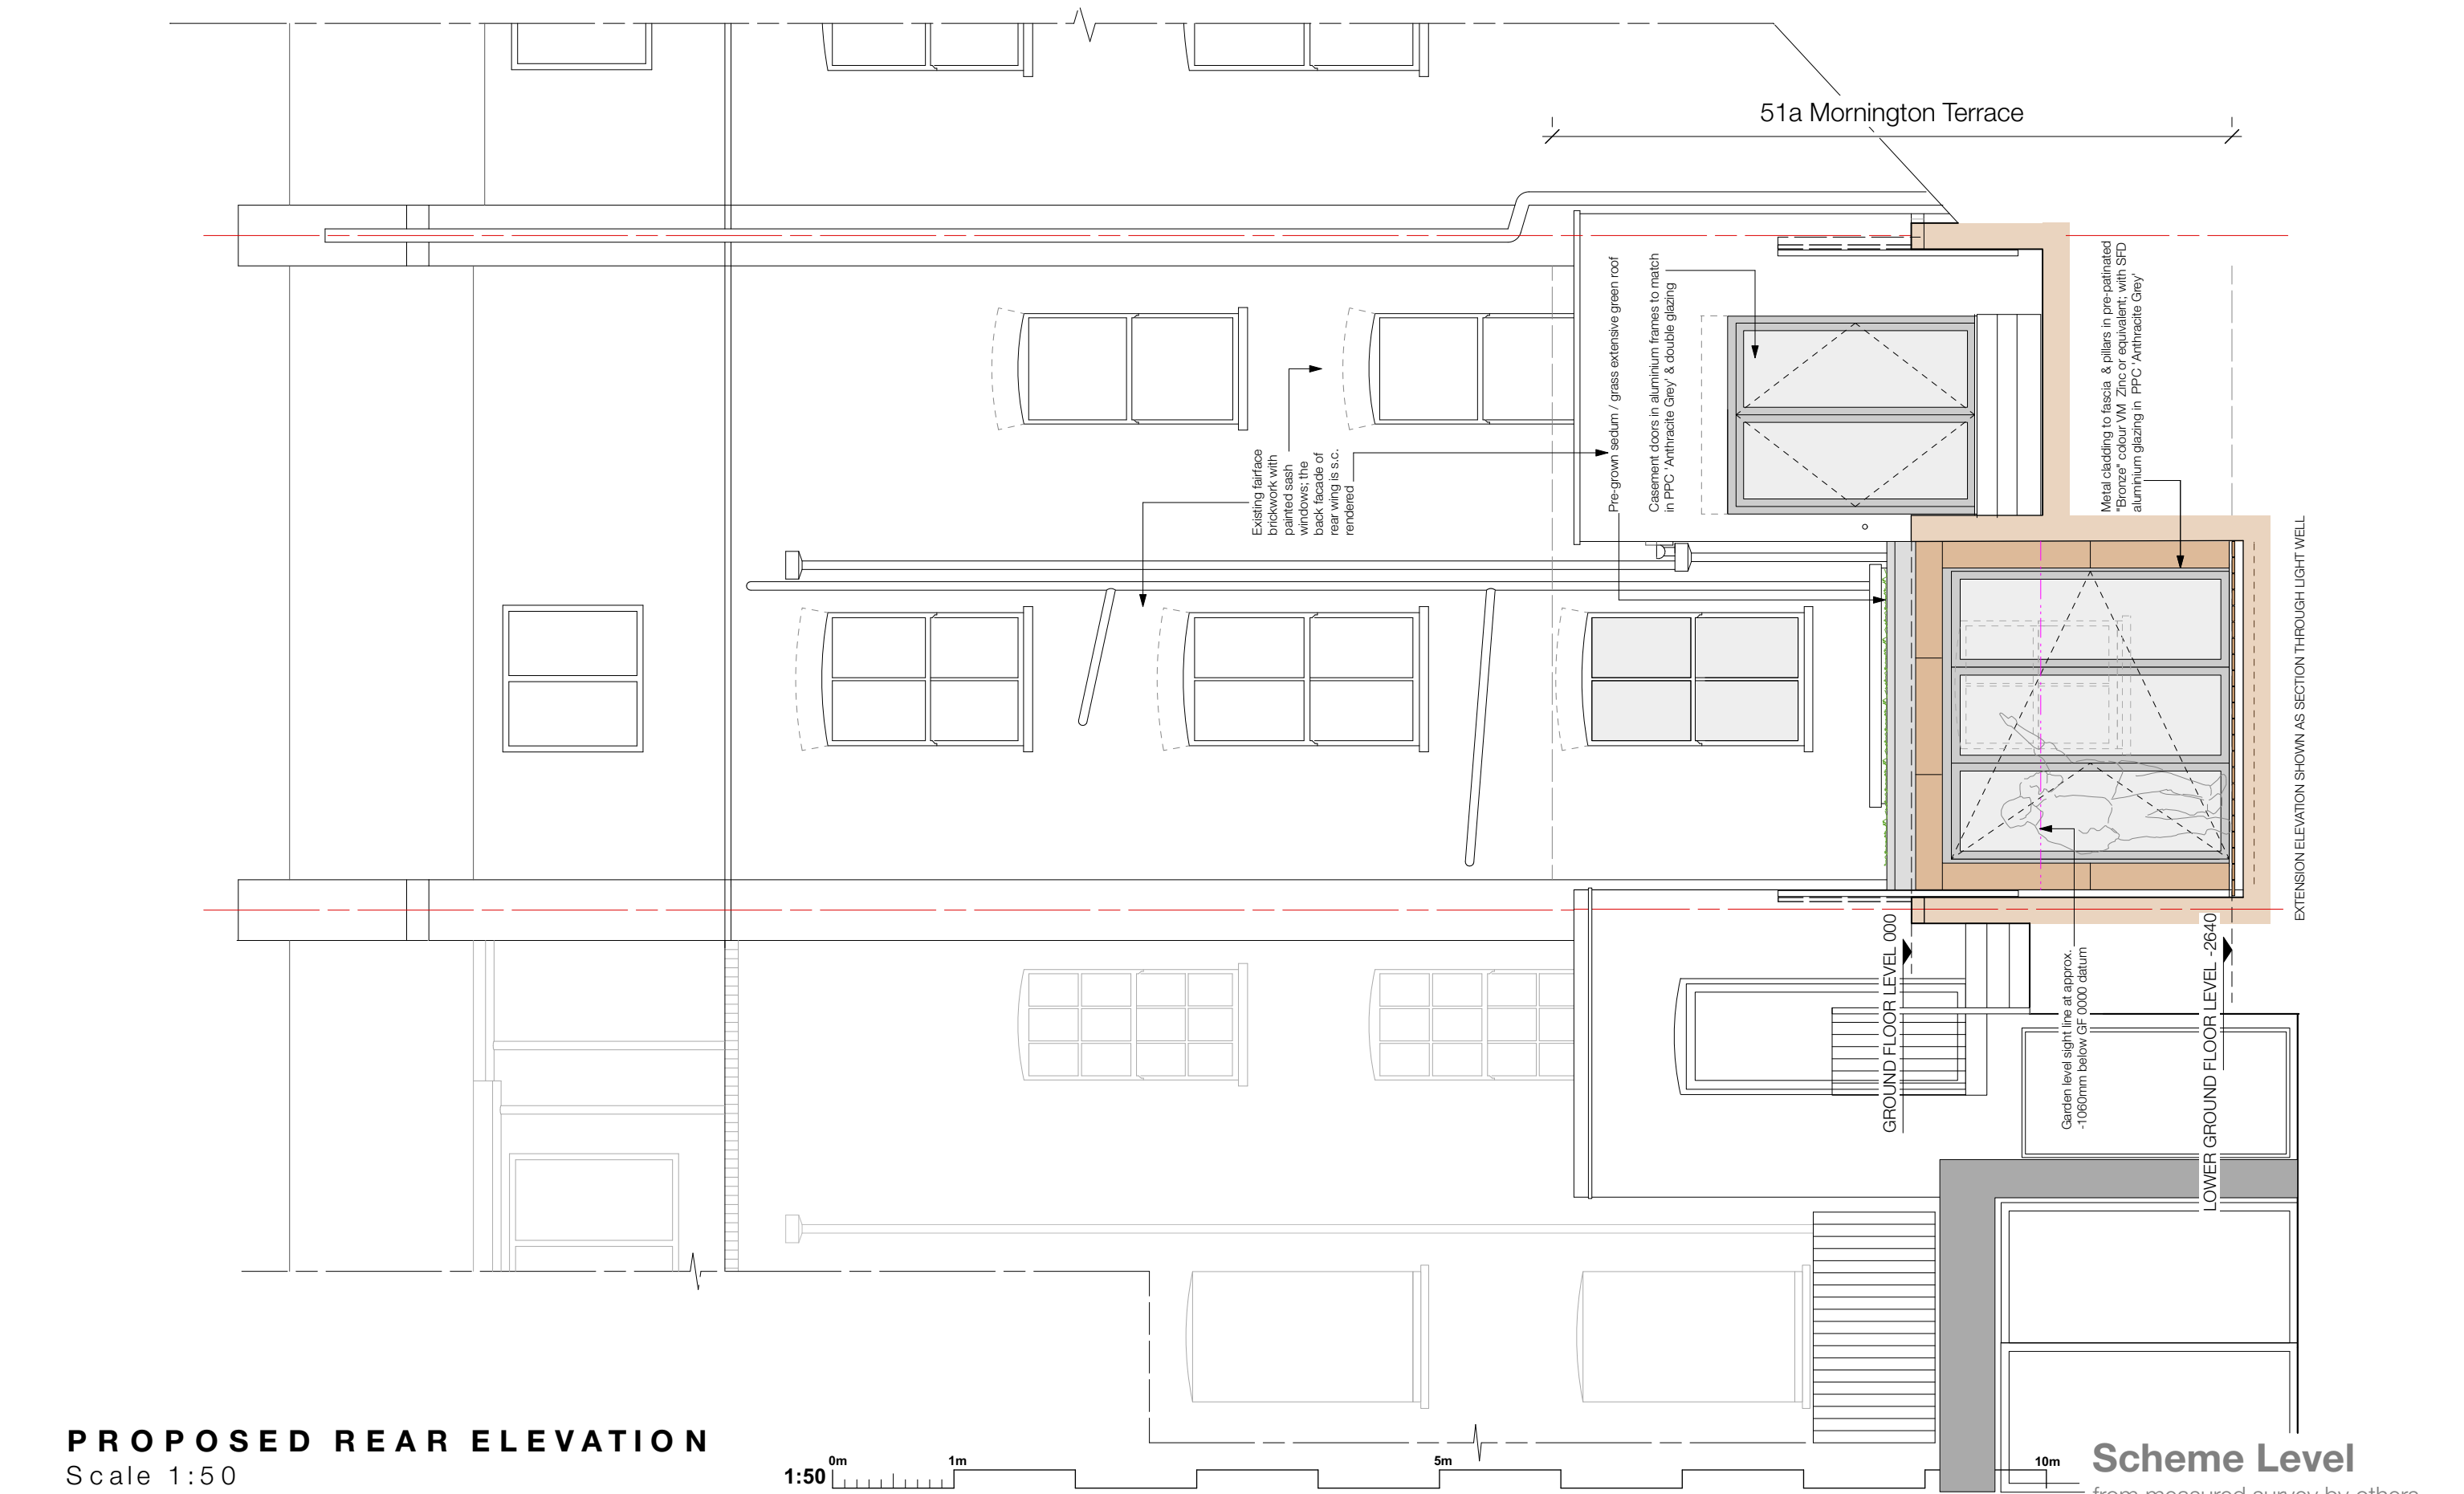 51a Mornington Terrace
Existing fairface
brickwork with
painted sash
windows; the
back facade of
rear wing is s.c.
rendered
Pre-grown sedum / grass extensive green roof
Casement doors in aluminium frames to match
in PPC 'Anthracite Grey' & double glazing
Metal cladding to fascia & pillars in pre-patinated
"Bronze" colour VM Zinc or equivalent; with SFD
aluminium glazing in PPC 'Anthracite Grey'
EXTENSION ELEVATION SHOWN AS SECTION THROUGH LIGHT WELL
GROUND FLOOR LEVEL 000
Garden level sight line at approx.
-1060mm below GF 0000 datum
LOWER GROUND FLOOR LEVEL -2640
PROPOSED REAR ELEVATION
Scale 1:50
1:50
0m
1m
5m
10m
Scheme Level
from measured survey by others